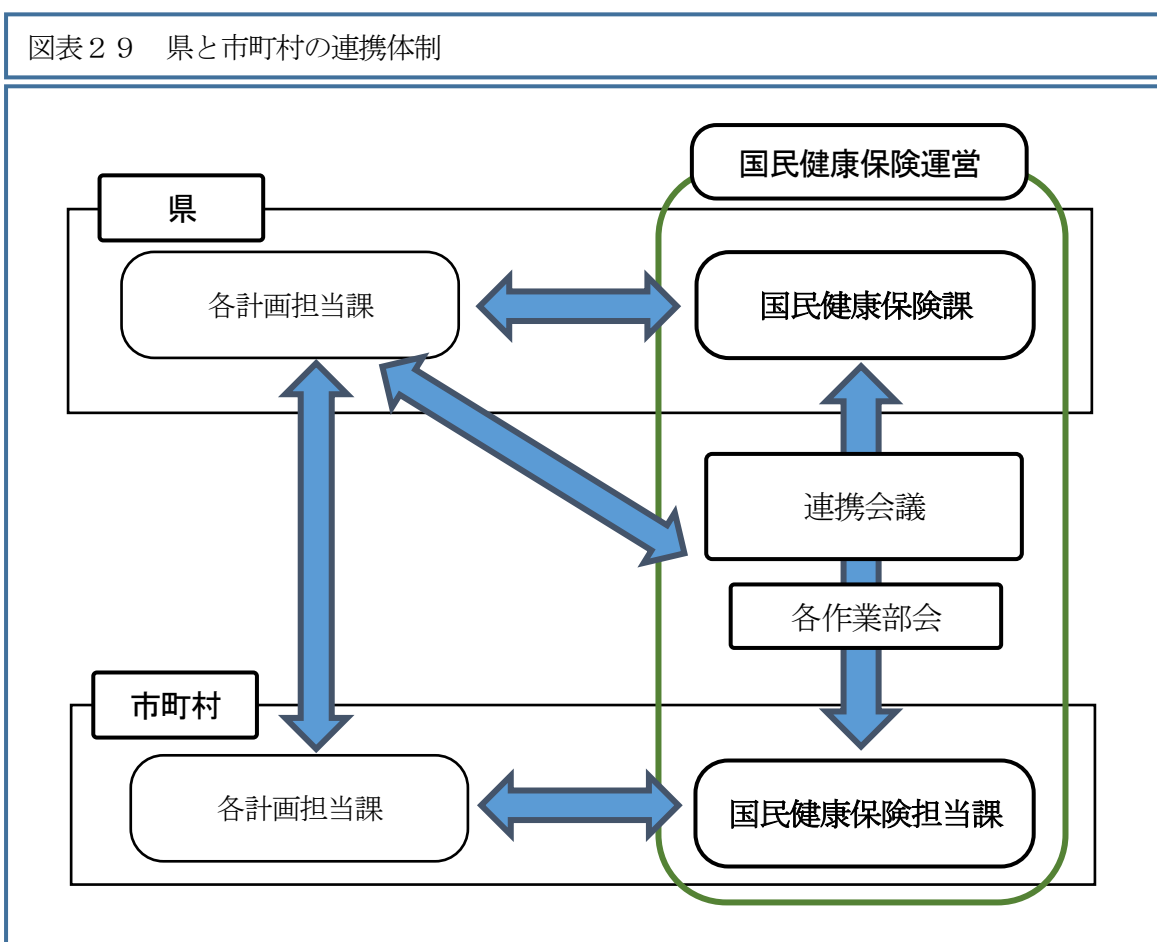 図表29　県と市町村の連携体制
国民健康保険運営
県
各計画担当課
国民健康保険課
連携会議
各作業部会
市町村
各計画担当課
国民健康保険担当課